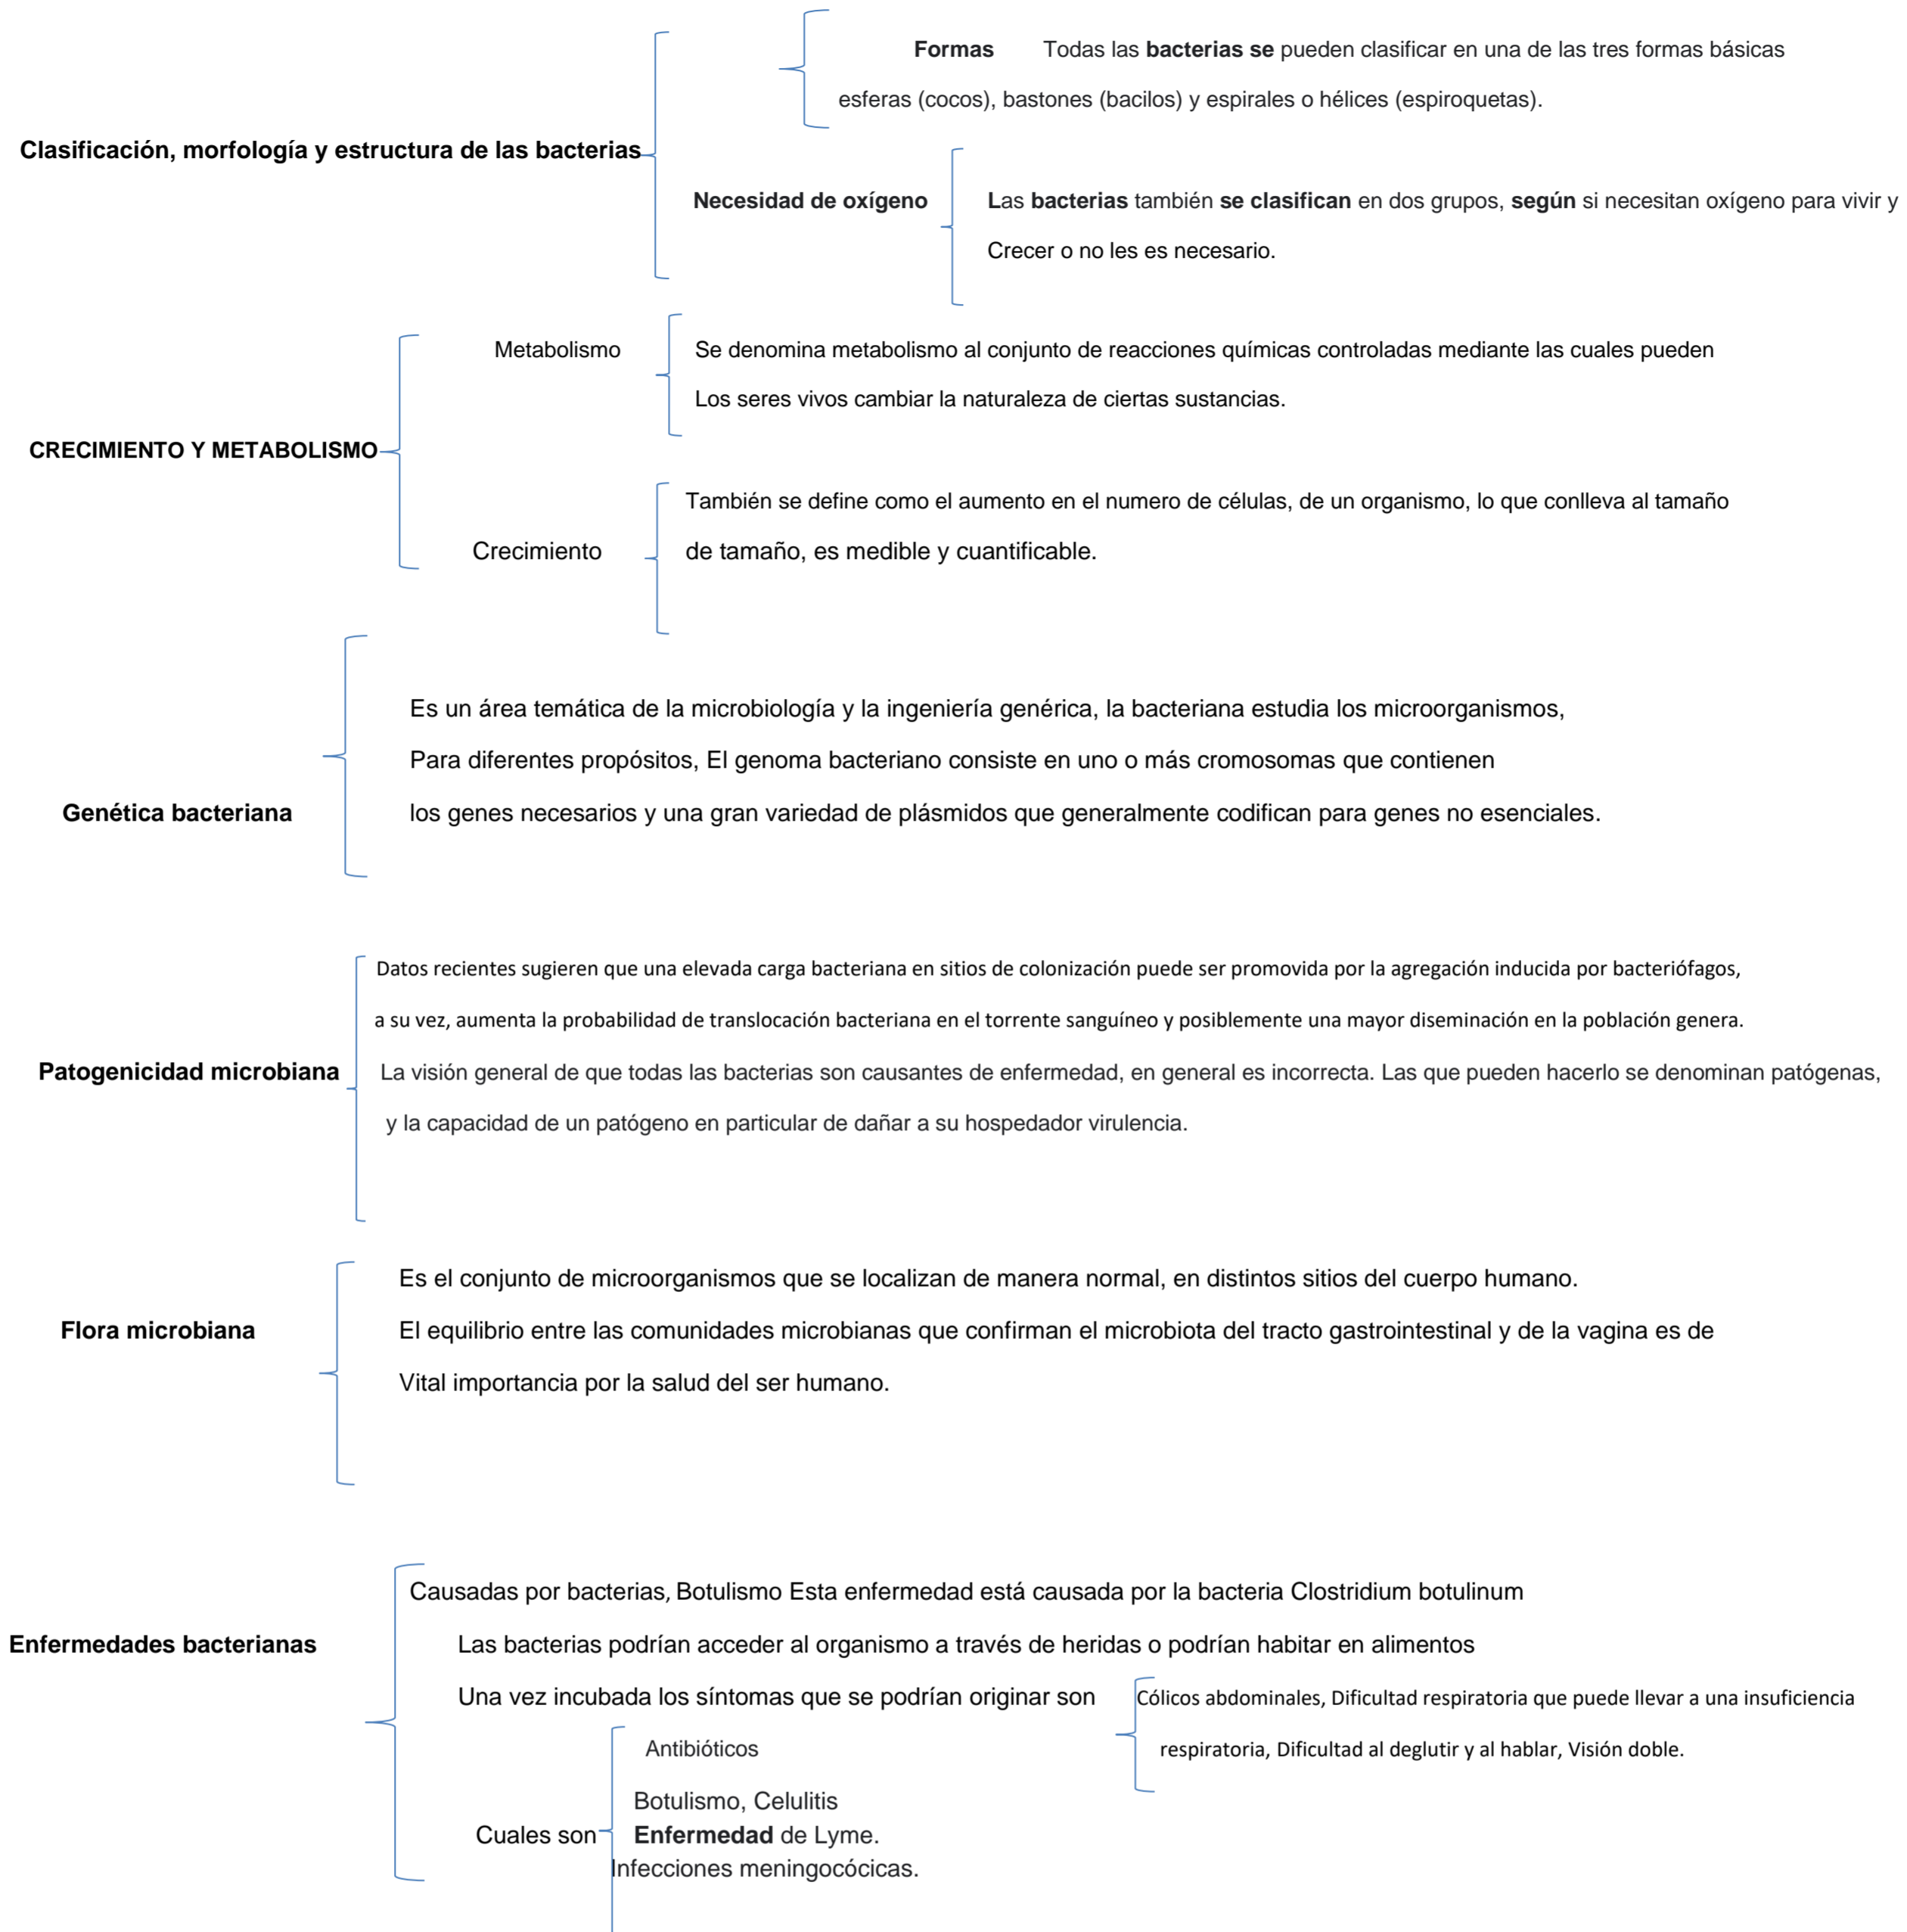 Formas Todas las bacterias se pueden clasificar en una de las tres formas básicas
esferas (cocos), bastones (bacilos) y espirales o hélices (espiroquetas).
Clasificación, morfología y estructura de las bacterias
Necesidad de oxígeno Las bacterias también se clasifican en dos grupos, según si necesitan oxígeno para vivir y
Crecer o no les es necesario.
Metabolismo Se denomina metabolismo al conjunto de reacciones químicas controladas mediante las cuales pueden
Los seres vivos cambiar la naturaleza de ciertas sustancias.
CRECIMIENTO Y METABOLISMO
También se define como el aumento en el numero de células, de un organismo, lo que conlleva al tamaño
Crecimiento de tamaño, es medible y cuantificable.
Es un área temática de la microbiología y la ingeniería genérica, la bacteriana estudia los microorganismos,
Para diferentes propósitos, El genoma bacteriano consiste en uno o más cromosomas que contienen
Genética bacteriana los genes necesarios y una gran variedad de plásmidos que generalmente codifican para genes no esenciales.
Datos recientes sugieren que una elevada carga bacteriana en sitios de colonización puede ser promovida por la agregación inducida por bacteriófagos,
a su vez, aumenta la probabilidad de translocación bacteriana en el torrente sanguíneo y posiblemente una mayor diseminación en la población genera.
Patogenicidad microbiana La visión general de que todas las bacterias son causantes de enfermedad, en general es incorrecta. Las que pueden hacerlo se denominan patógenas,
y la capacidad de un patógeno en particular de dañar a su hospedador virulencia.
Es el conjunto de microorganismos que se localizan de manera normal, en distintos sitios del cuerpo humano.
Flora microbiana El equilibrio entre las comunidades microbianas que confirman el microbiota del tracto gastrointestinal y de la vagina es de
Vital importancia por la salud del ser humano.
Causadas por bacterias, Botulismo Esta enfermedad está causada por la bacteria Clostridium botulinum
Enfermedades bacterianas Las bacterias podrían acceder al organismo a través de heridas o podrían habitar en alimentos
Una vez incubada los síntomas que se podrían originar son Cólicos abdominales, Dificultad respiratoria que puede llevar a una insuficiencia
Antibióticos respiratoria, Dificultad al deglutir y al hablar, Visión doble.
Botulismo, Celulitis
Cuales son Enfermedad de Lyme.
Infecciones meningocócicas.